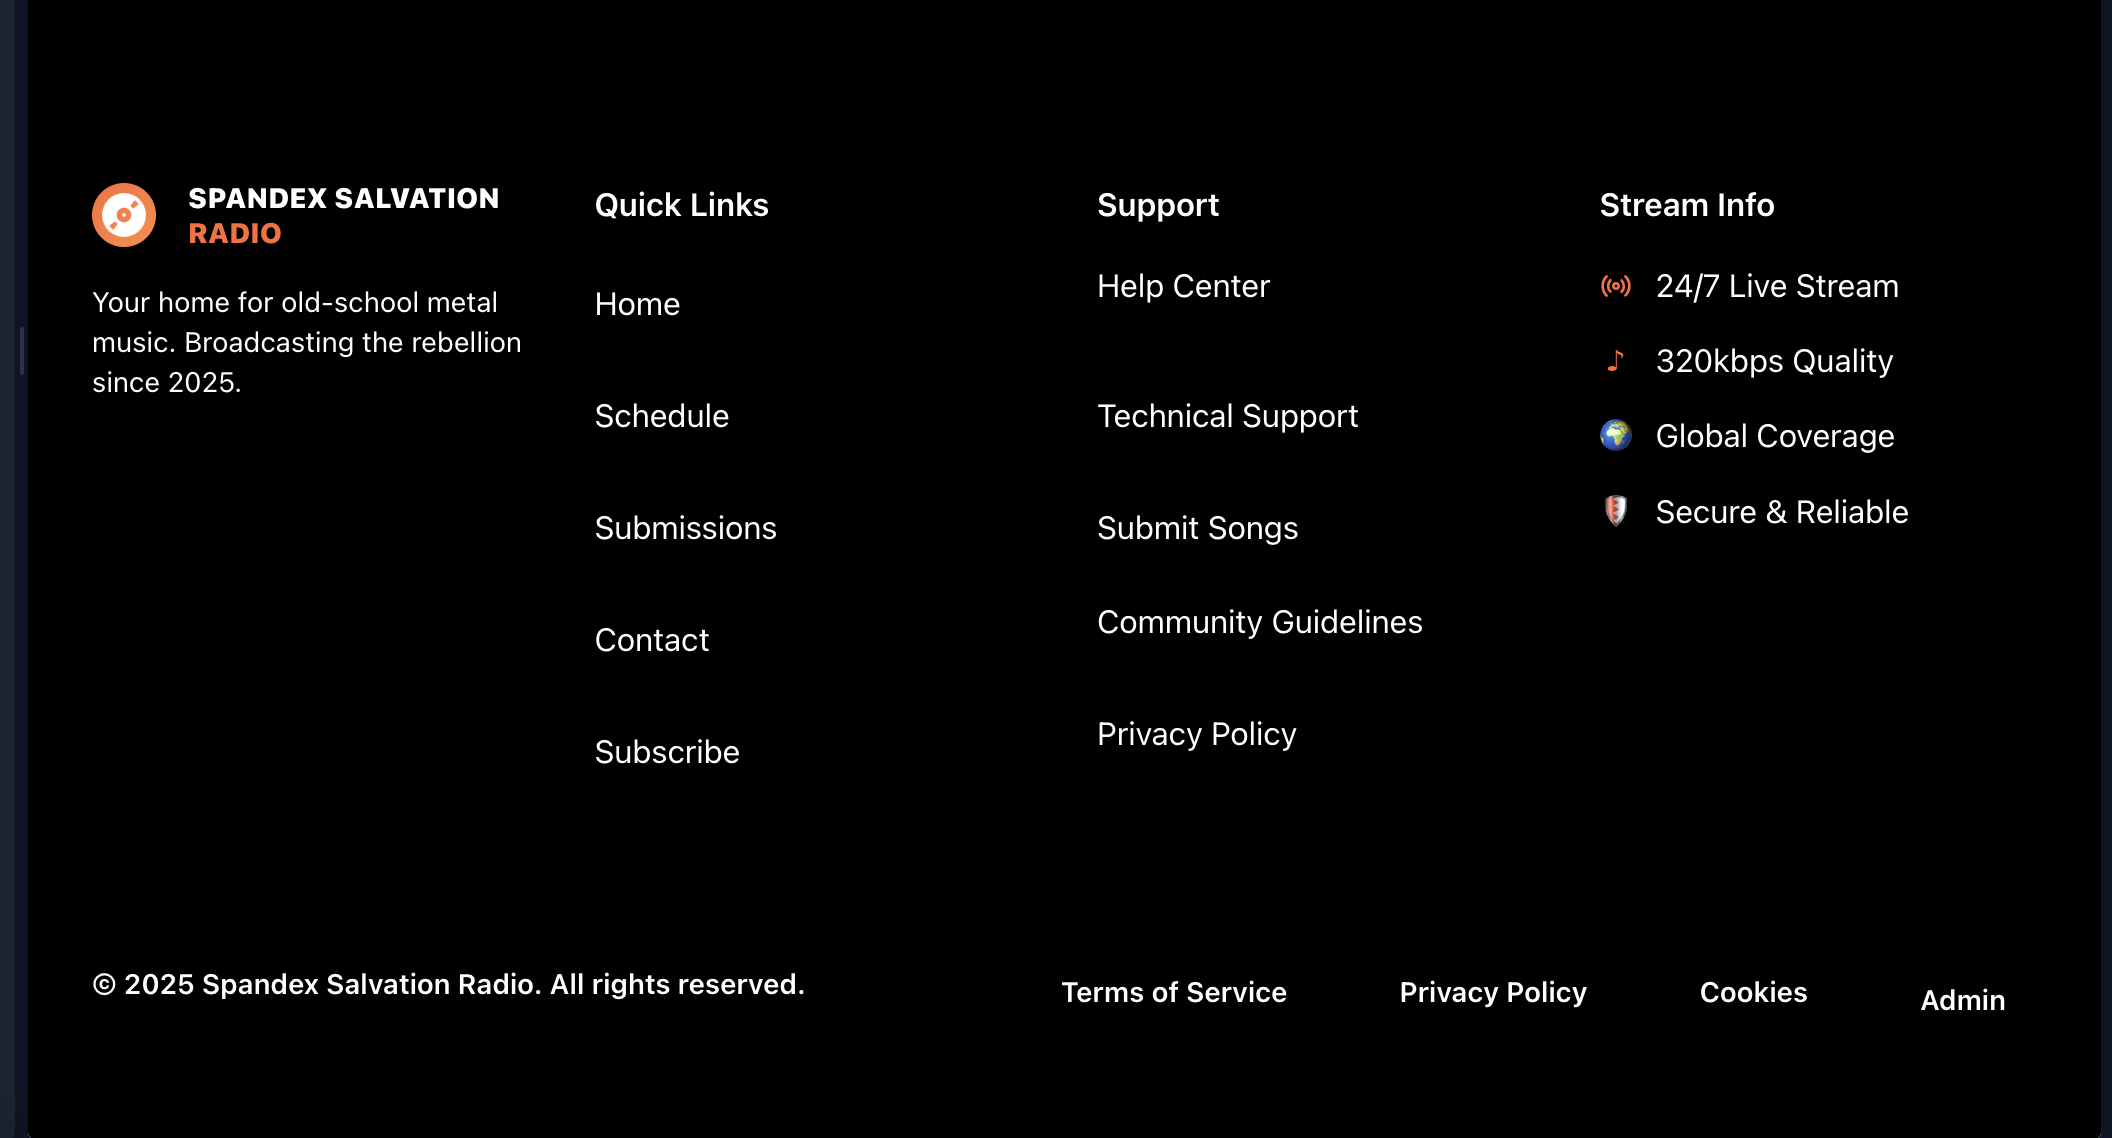 SPANDEX SALVATION
RADIO
Your home for old-school metal
music. Broadcasting the rebellion
since 2025.
Quick Links
Home
Schedule
Submissions
Contact
Subscribe
Support
Help Center
Technical Support
Submit Songs
Community Guidelines
Privacy Policy
Stream Info
24/7 Live Stream
320kbps Quality
Global Coverage
Secure & Reliable
© 2025 Spandex Salvation Radio. All rights reserved.
Terms of Service
Privacy Policy
Cookies
Admin